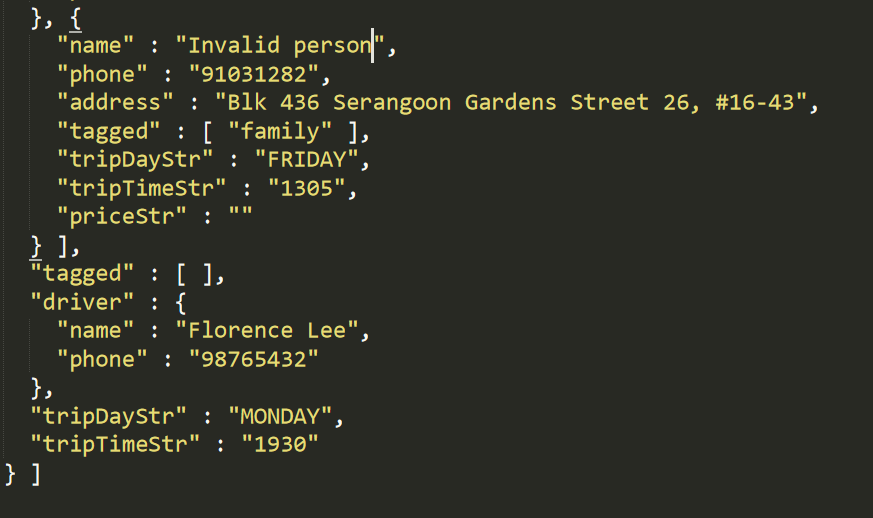 }, {
"name" : "Invalid person",
"phone" : "91031282",
"address" : "Blk 436 Serangoon Gardens Street 26, #16-43",
"tagged" : [ "family" ],
"tripDayStr" : "FRIDAY",
"tripTimeStr" : "1305",
"priceStr" : ""
} ],
"tagged" : [ ],
"driver" : {
"name" : "Florence Lee",
"phone" : "98765432"
},
"tripDayStr" : "MONDAY",
"tripTimeStr" : "1930"
} ]